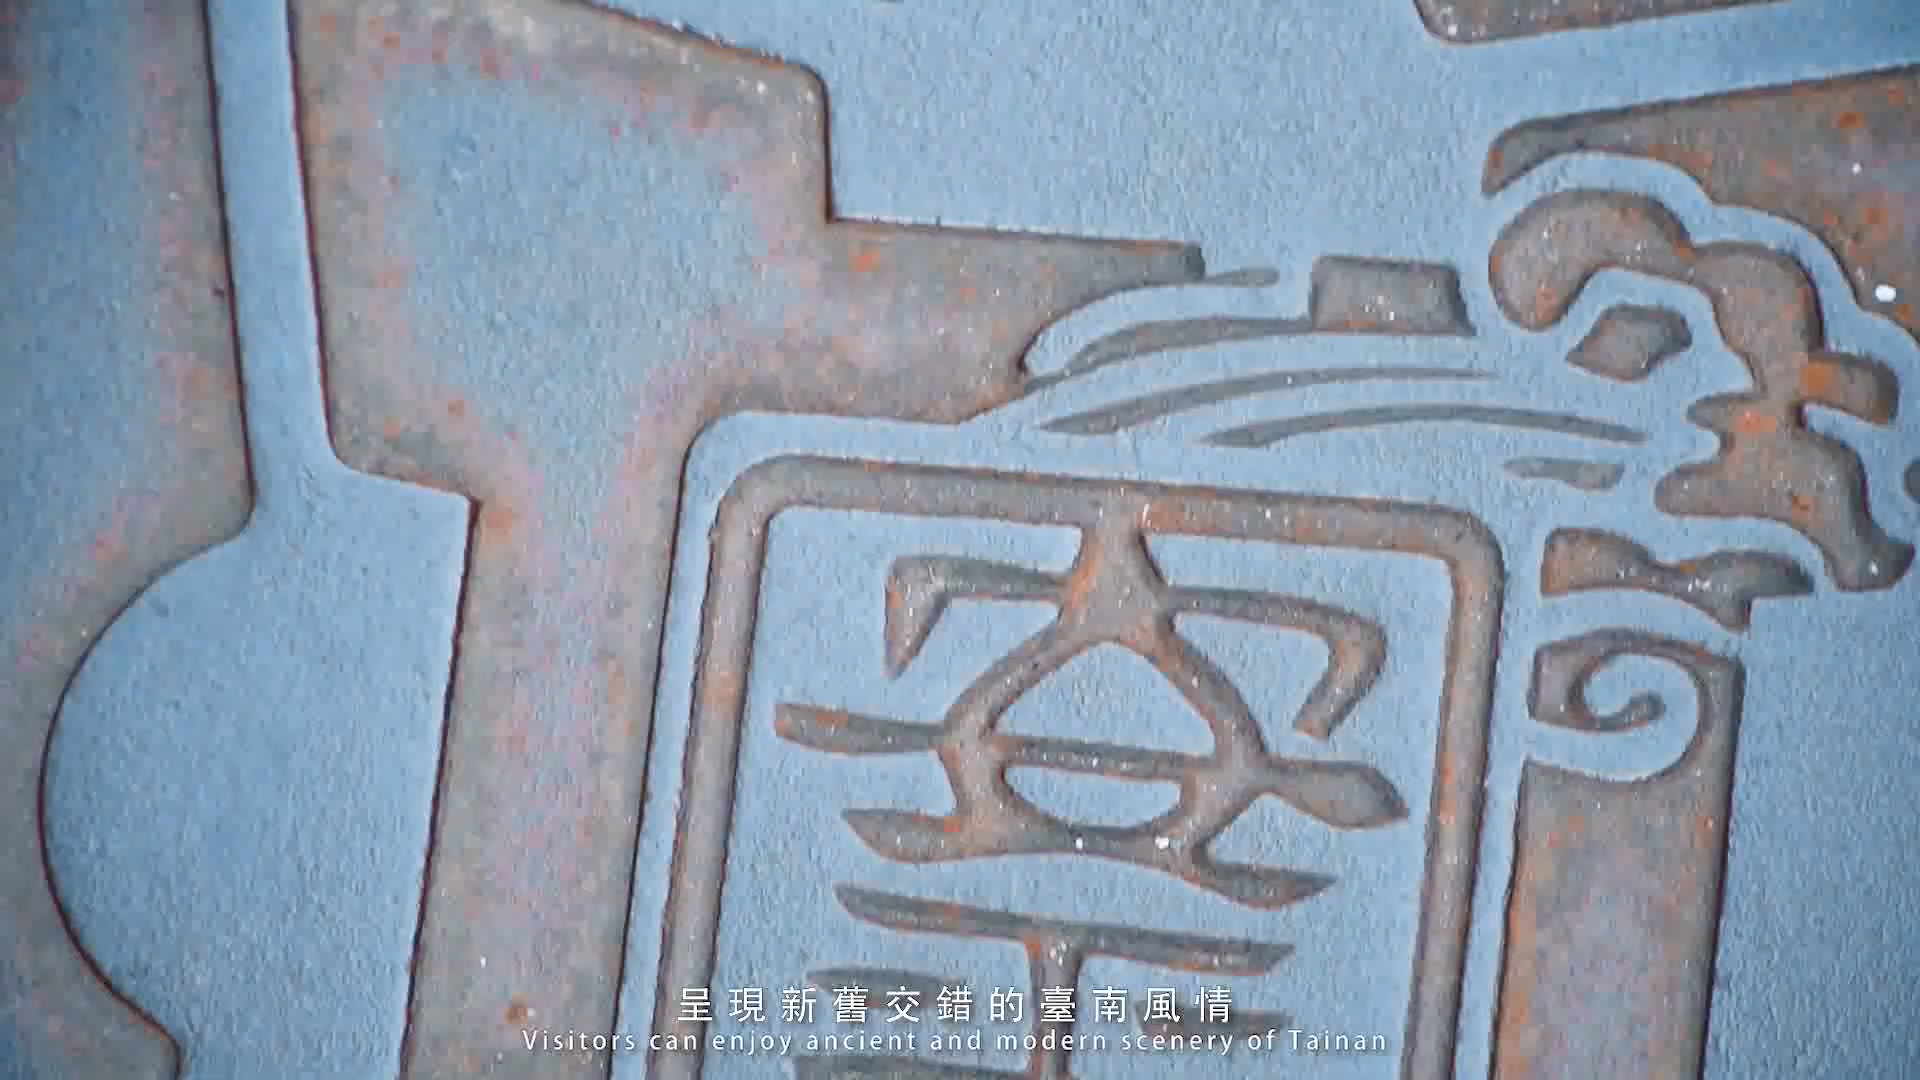 呈現新舊交錯的臺南風情
Visitors can enjoy ancient and modern scenery of Tainan